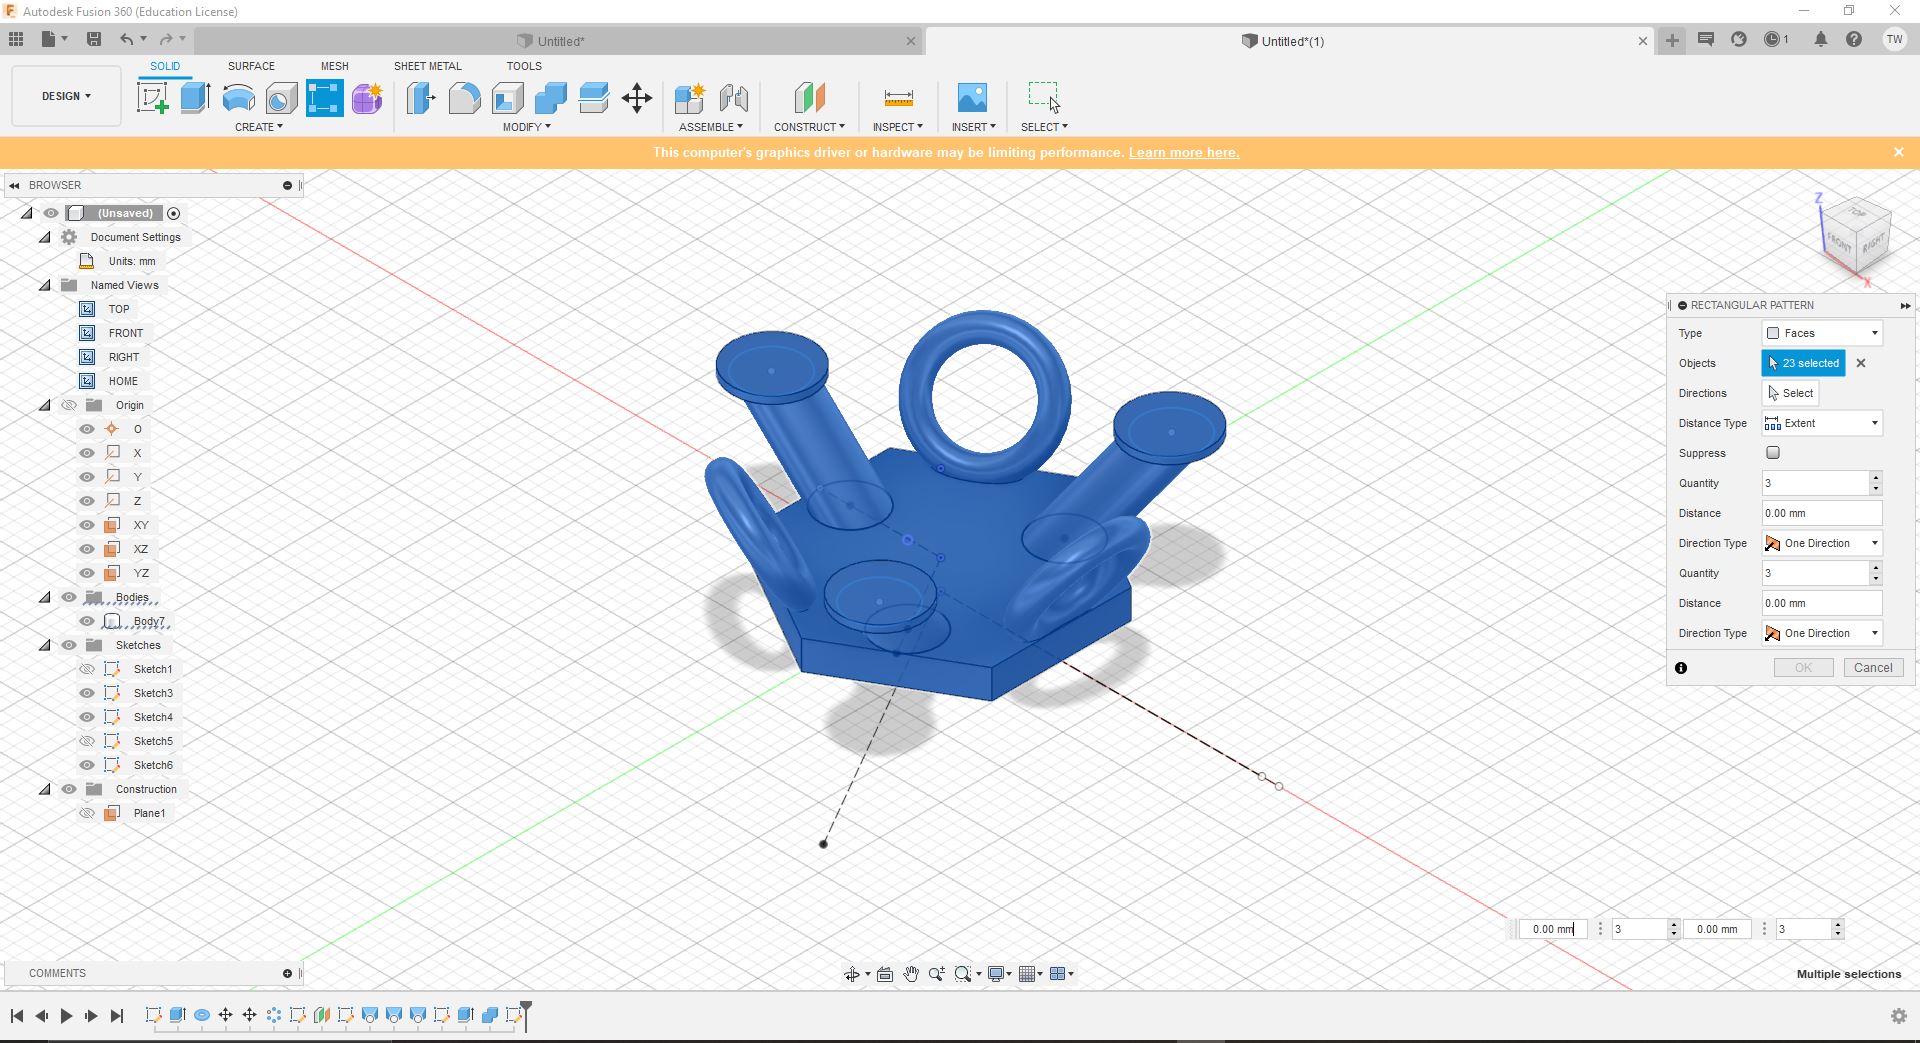 Autodesk Fusion 360 (Education License)
Untitled*
Untitled*(1)
1
TW
DESIGN
SOLID
SURFACE
MESH
SHEET METAL
TOOLS
CREATE
MODIFY
ASSEMBLE
CONSTRUCT
INSPECT
INSERT
SELECT
This computer's graphics driver or hardware may be limiting performance. Learn more here.
BROWSER
(Unsaved)
Document Settings
Units: mm
Named Views
TOP
FRONT
RIGHT
HOME
Origin
O
X
Y
Z
XY
XZ
YZ
Bodies
Body7
Sketches
Sketch1
Sketch3
Sketch4
Sketch5
Sketch6
Construction
Plane1
Z
TOP
FRONT
RIGHT
X
RECTANGULAR PATTERN
Type Faces
Objects 23 selected
Directions Select
Distance Type Extent
Suppress
Quantity 3
Distance 0.00 mm
Direction Type One Direction
Quantity 3
Distance 0.00 mm
Direction Type One Direction
OK Cancel
0.00 mm 3 0.00 mm 3
COMMENTS
Multiple selections